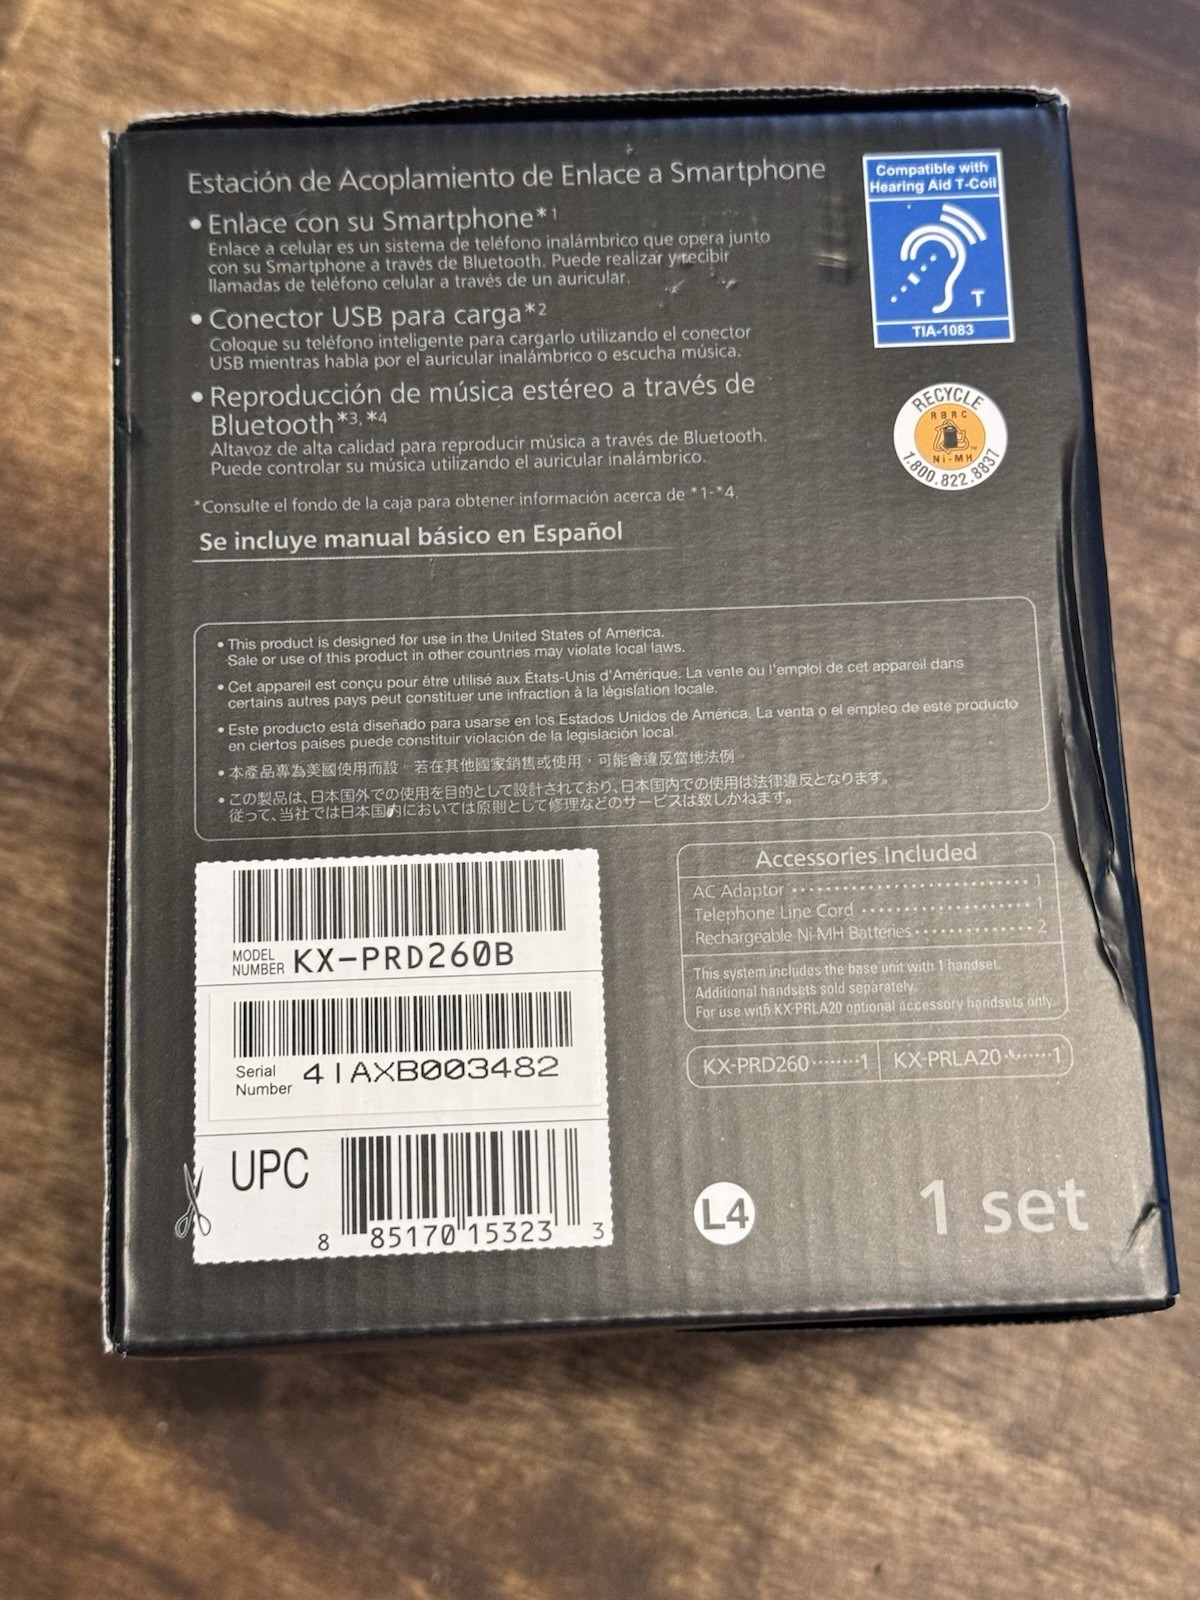 Estación de Acoplamiento de Enlace a Smartphone
• Enlace con su Smartphone*1
Enlace a celular es un sistema de teléfono inalámbrico que opera junto
con su Smartphone a través de Bluetooth. Puede realizar y recibir
llamadas de teléfono celular a través de un auricular.
• Conector USB para carga*2
Coloque su teléfono inteligente para cargarlo utilizando el conector
USB mientras habla por el auricular inalámbrico o escucha música.
• Reproducción de música estéreo a través de
Bluetooth*3, *4
Altavoz de alta calidad para reproducir música a través de Bluetooth.
Puede controlar su música utilizando el auricular inalámbrico.
*Consulte el fondo de la caja para obtener información acerca de *1-*4.
Se incluye manual básico en Español
Compatible with
Hearing Aid T-Coil
T
TIA-1083
RECYCLE
RBRC
Ni-MH
1.800.822.8837
• This product is designed for use in the United States of America.
Sale or use of this product in other countries may violate local laws.
• Cet appareil est conçu pour être utilisé aux États-Unis d'Amérique. La vente ou l'emploi de cet appareil dans
certains autres pays peut constituer une infraction à la législation locale.
• Este producto está diseñado para usarse en los Estados Unidos de América. La venta o el empleo de este producto
en ciertos países puede constituir violación de la legislación local.
• 本產品專為美國使用而設。若在其他國家銷售或使用,可能會違反當地法例。
• この製品は、日本国外での使用を目的として設計されており、日本国内での使用は法律違反となります。
従って、当社では日本国内においては原則として修理などのサービスは致しかねます。
MODEL
NUMBER KX-PRD260B
Serial
Number 4IAXB003482
UPC
8 85170 15323 3
Accessories Included
AC Adaptor 1
Telephone Line Cord 1
Rechargeable Ni-MH Batteries 2
This system includes the base unit with 1 handset.
Additional handsets sold separately.
For use with KX-PRLA20 optional accessory handsets only.
KX-PRD260 1 KX-PRLA20 1
L4
1 set